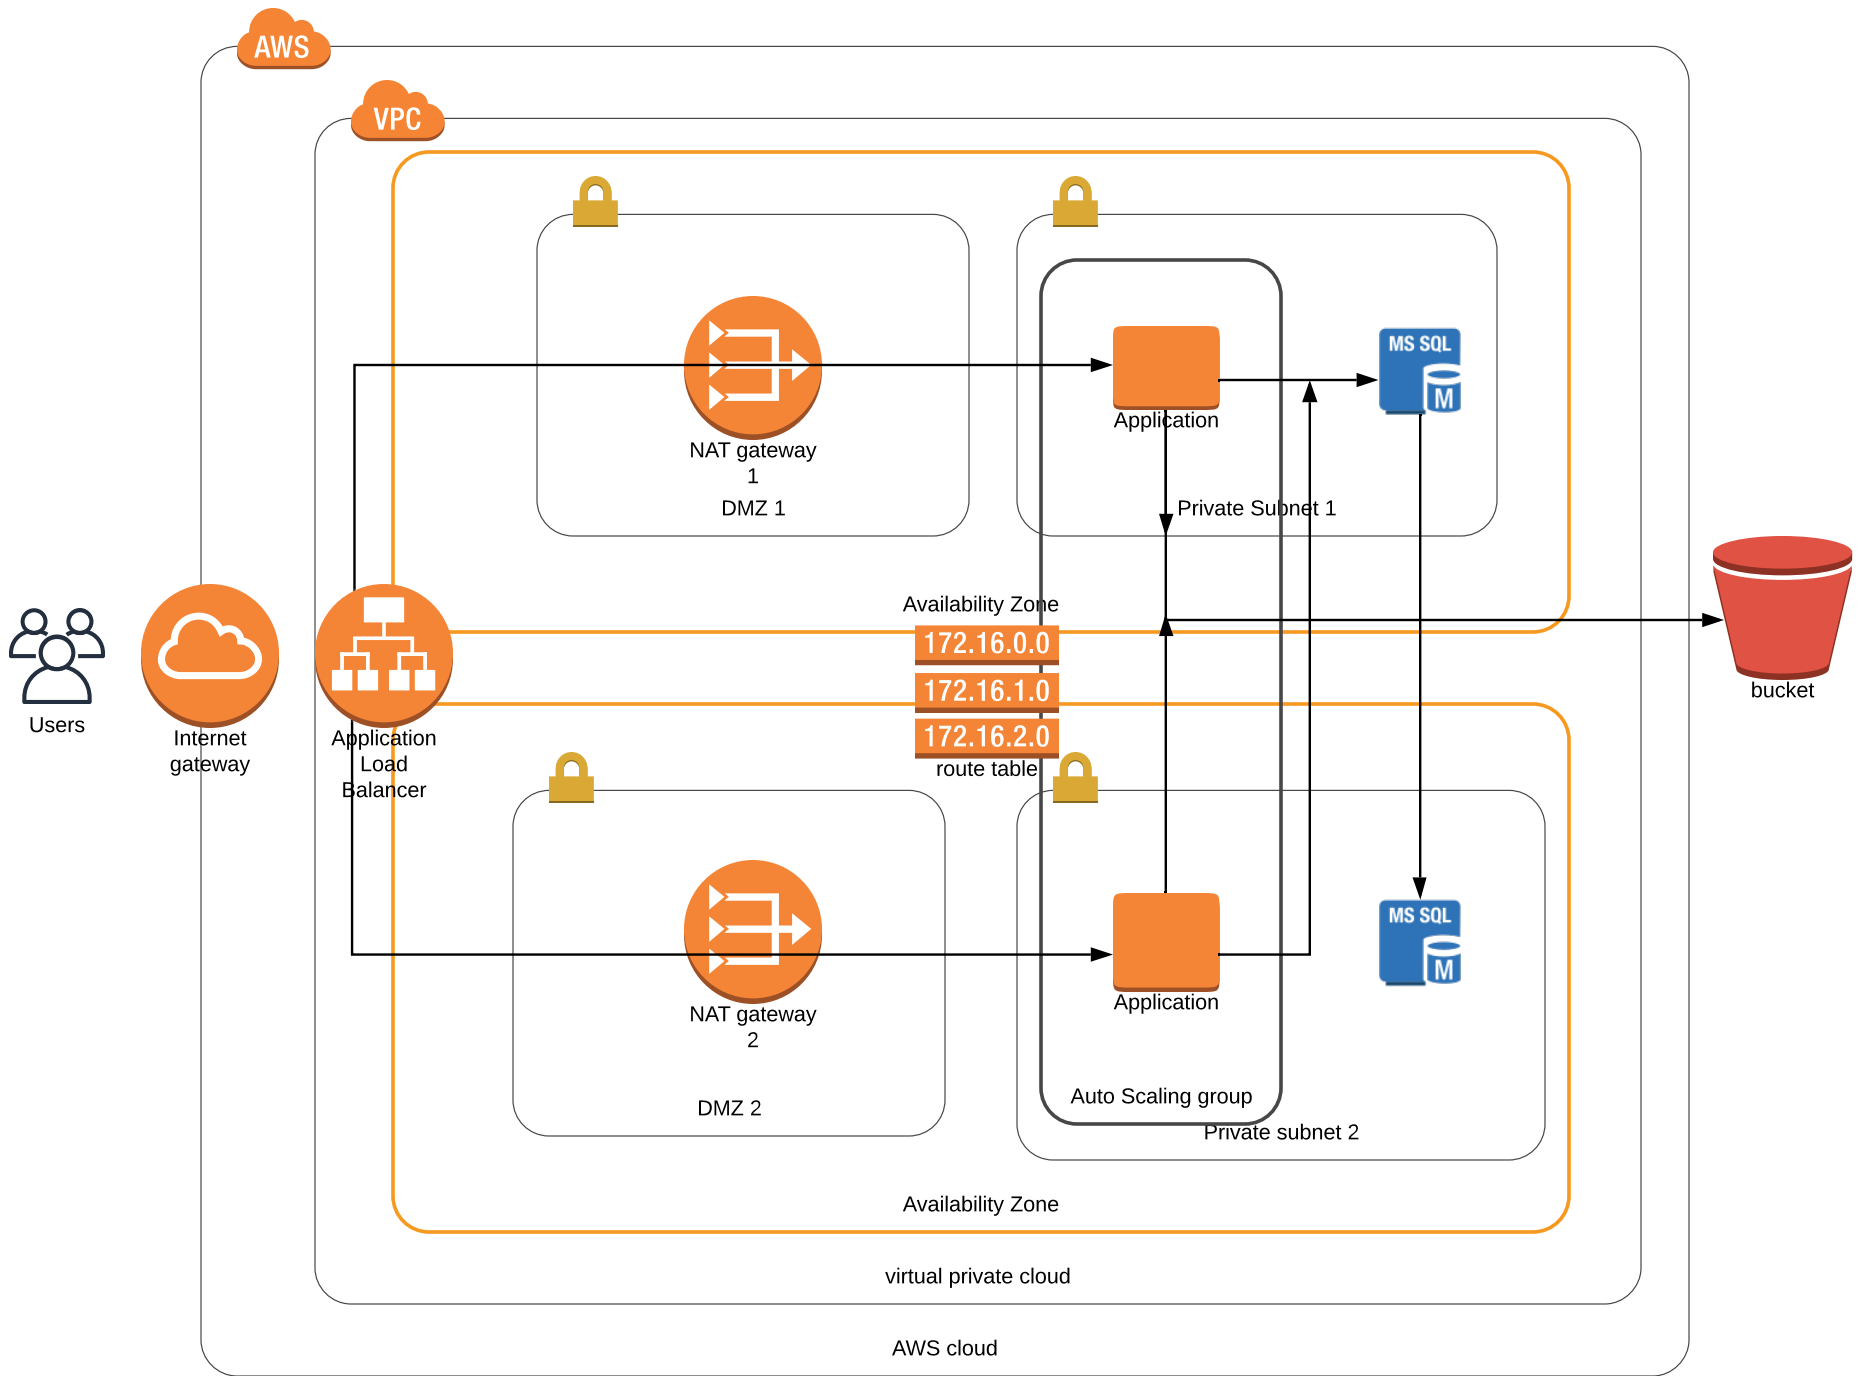 AWS
VPC
MS SQL
M
Application
NAT gateway
1
DMZ 1
Private Subnet 1
Availability Zone
172.16.0.0
172.16.1.0
172.16.2.0
route table
bucket
Users
Internet
gateway
Application
Load
Balancer
MS SQL
M
Application
NAT gateway
2
DMZ 2
Auto Scaling group
Private subnet 2
Availability Zone
virtual private cloud
AWS cloud